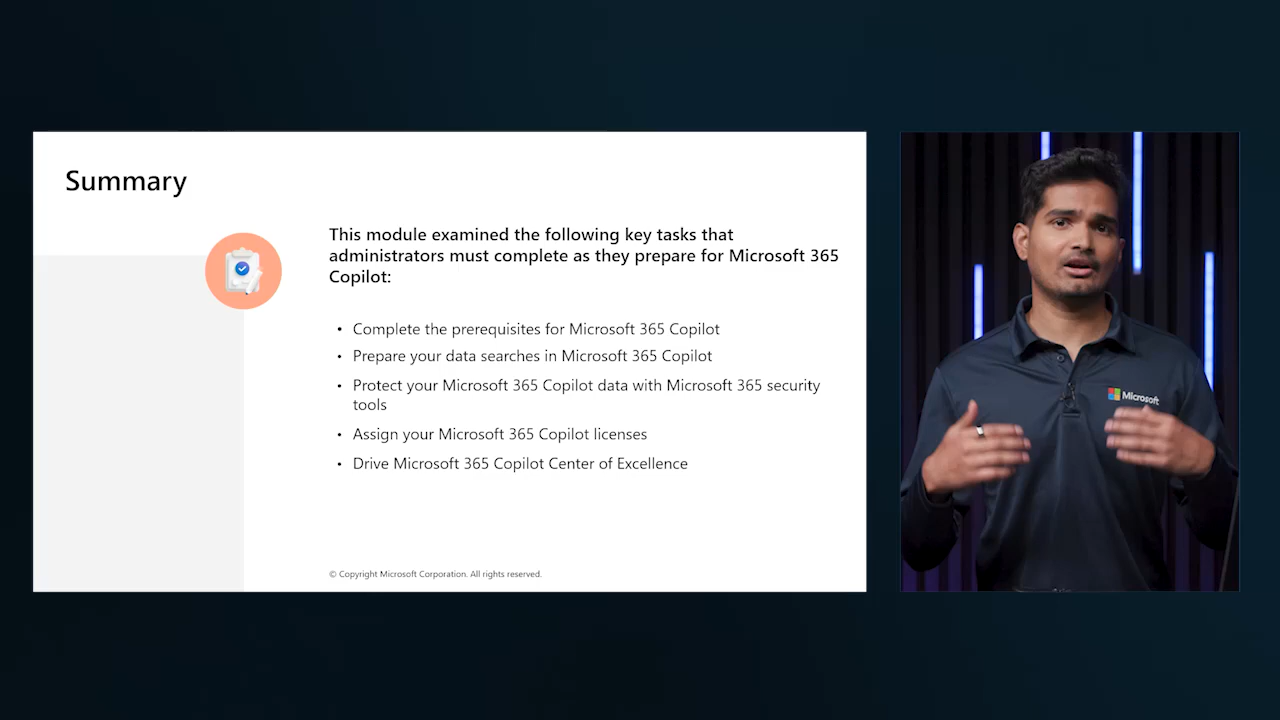 Summary
This module examined the following key tasks that
administrators must complete as they prepare for Microsoft 365
Copilot:
• Complete the prerequisites for Microsoft 365 Copilot
• Prepare your data searches in Microsoft 365 Copilot
• Protect your Microsoft 365 Copilot data with Microsoft 365 security
tools
• Assign your Microsoft 365 Copilot licenses
• Drive Microsoft 365 Copilot Center of Excellence
© Copyright Microsoft Corporation. All rights reserved.
Microsoft